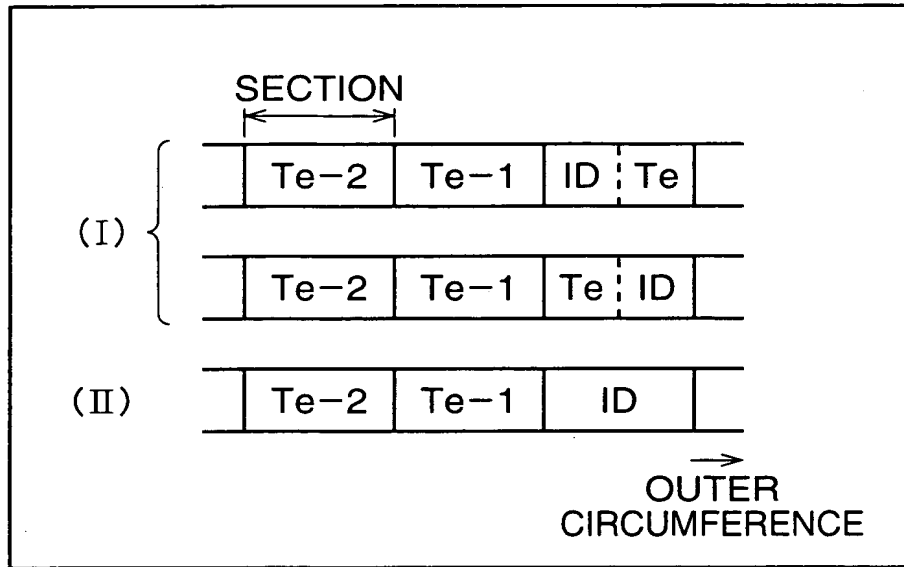 SECTION
Te-2 Te-1 ID Te
(I)
Te-2 Te-1 Te ID
(II) Te-2 Te-1 ID
OUTER
CIRCUMFERENCE